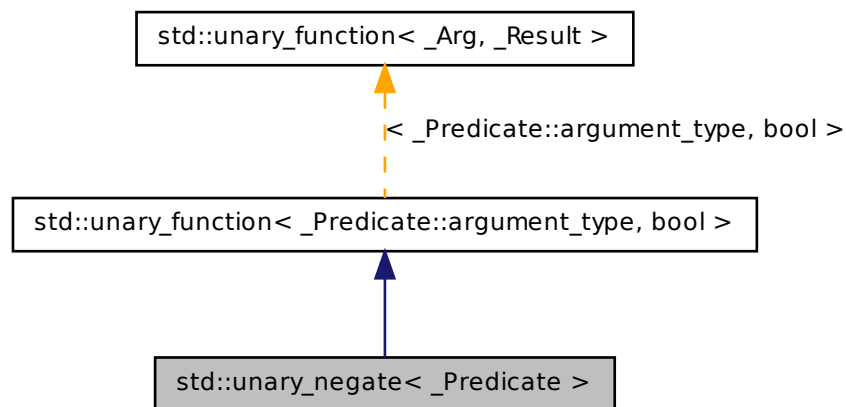 std::unary_function< _Arg, _Result >
< _Predicate::argument_type, bool >
std::unary_function< _Predicate::argument_type, bool >
std::unary_negate< _Predicate >